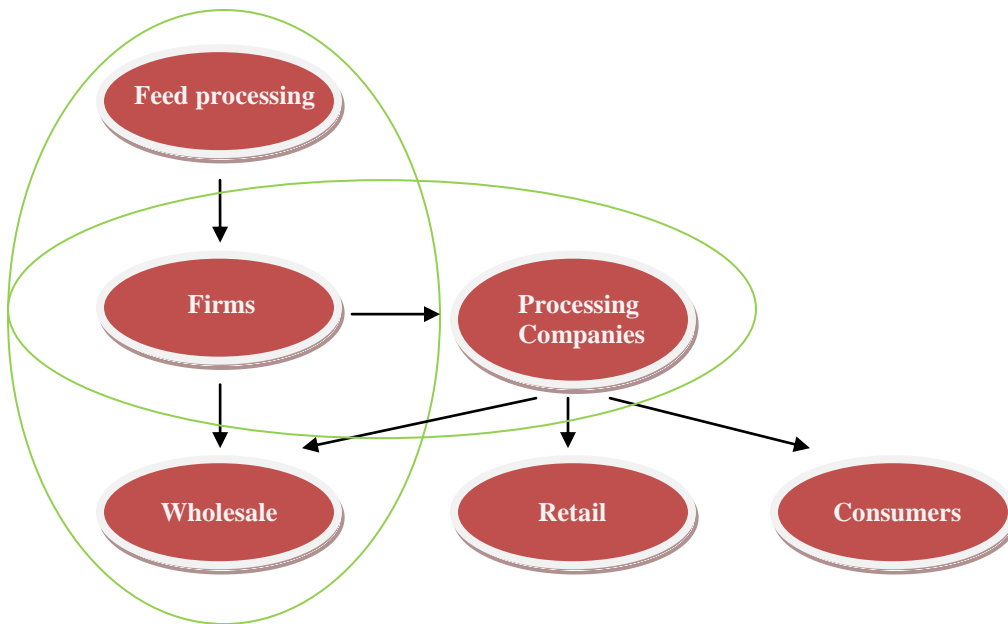 Feed processing
Firms
Processing
Companies
Wholesale
Retail
Consumers